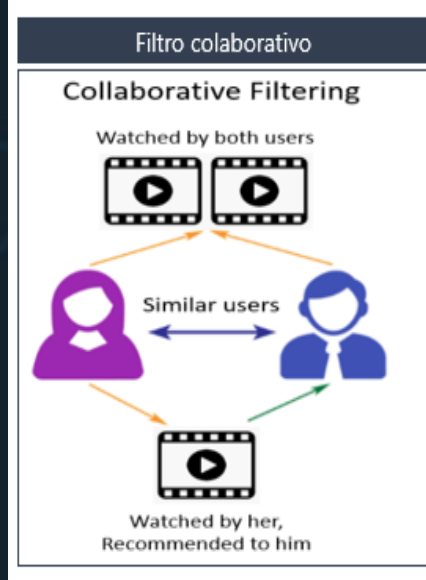 Filtro colaborativo
Collaborative Filtering
Watched by both users
Similar users
Watched by her,
Recommended to him